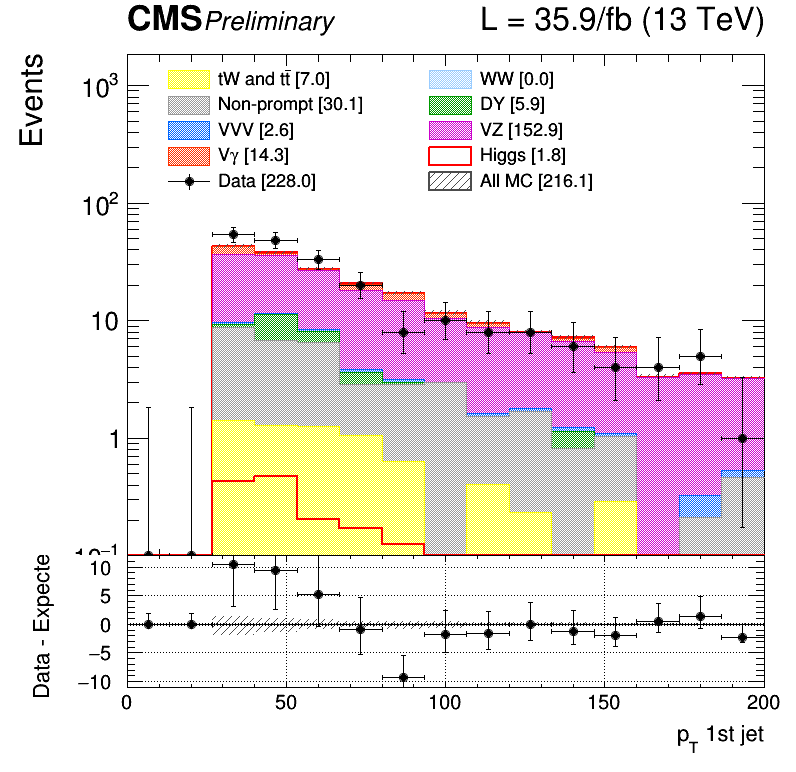 CMS Preliminary L = 35.9/fb (13 TeV)
Events
tW and tt̄ [7.0] WW [0.0]
Non-prompt [30.1] DY [5.9]
VVV [2.6] VZ [152.9]
Vγ [14.3] Higgs [1.8]
Data [228.0] All MC [216.1]
10³
10²
10
1
10⁻¹
Data - Expecte
10
5
0
−5
−10
0 50 100 150 200
p_T 1st jet